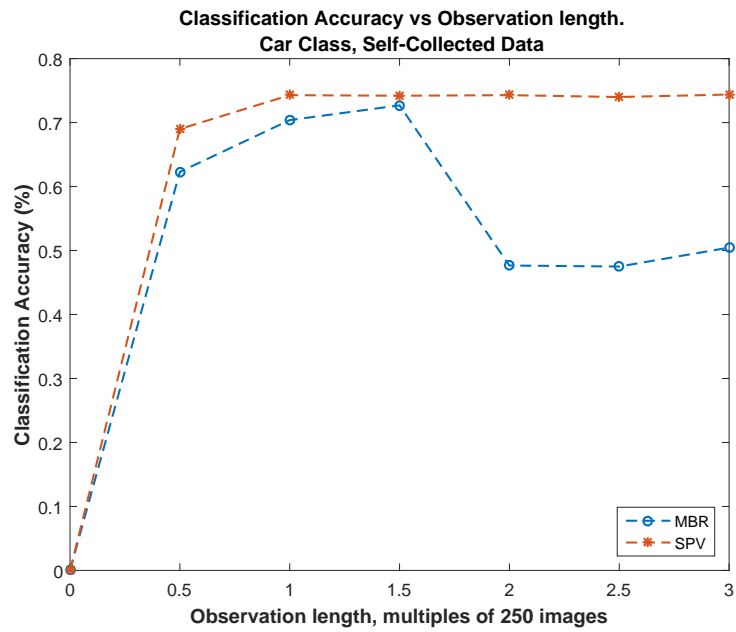 Classification Accuracy vs Observation length.
Car Class, Self-Collected Data
0.8
0.7
0.6
0.5
0.4
0.3
0.2
0.1
0
Classification Accuracy (%)
MBR
SPV
0 0.5 1 1.5 2 2.5 3
Observation length, multiples of 250 images